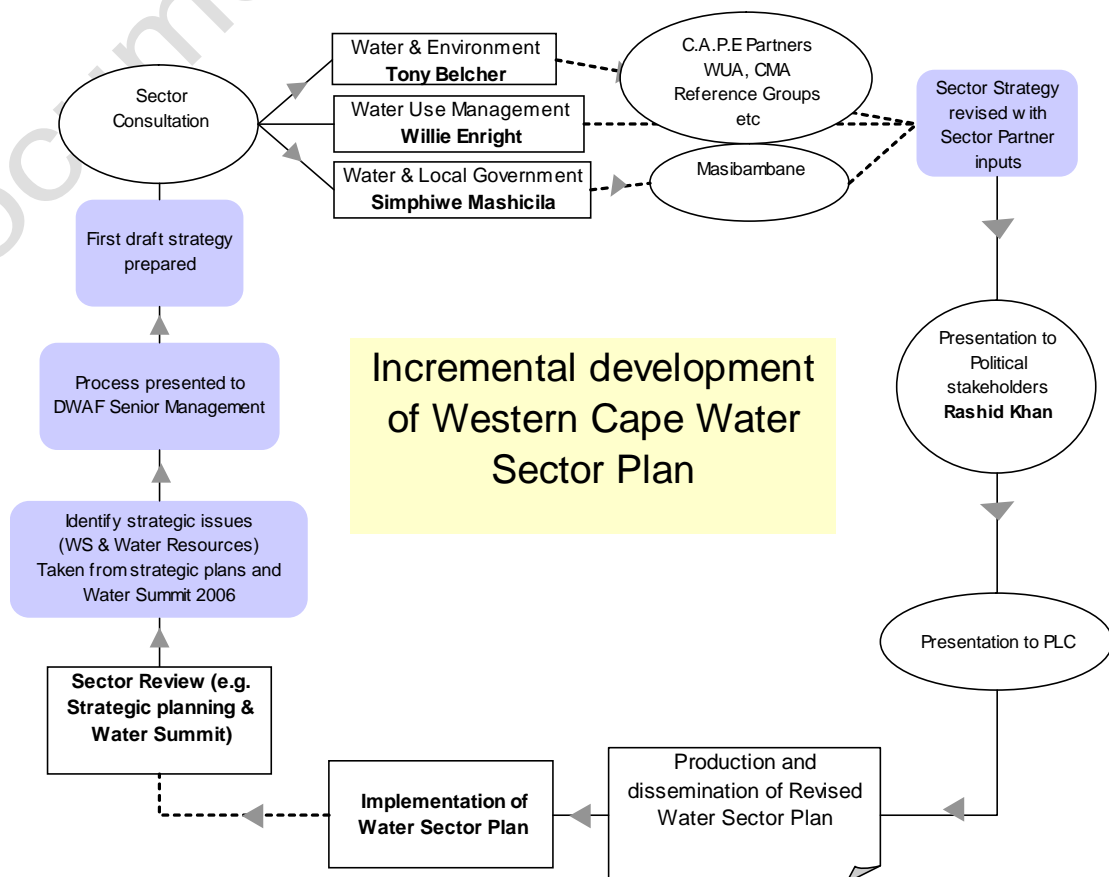 Water & Environment
Tony Belcher
C.A.P.E Partners
WUA, CMA
Reference Groups
etc
Sector
Consultation
Water Use Management
Willie Enright
Sector Strategy
revised with
Sector Partner
inputs
Water & Local Government
Simphiwe Mashicila
Masibambane
First draft strategy
prepared
Process presented to
DWAF Senior Management
Incremental development
of Western Cape Water
Sector Plan
Presentation to
Political
stakeholders
Rashid Khan
Identify strategic issues
(WS & Water Resources)
Taken from strategic plans and
Water Summit 2006
Presentation to PLC
Sector Review (e.g.
Strategic planning &
Water Summit)
Implementation of
Water Sector Plan
Production and
dissemination of Revised
Water Sector Plan